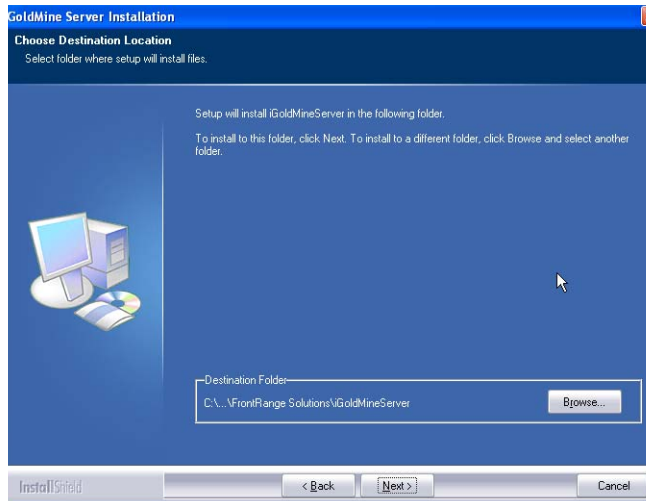 GoldMine Server Installation
Choose Destination Location
Select folder where setup will install files.
Setup will install iGoldMineServer in the following folder.
To install to this folder, click Next. To install to a different folder, click Browse and select another
folder.
Destination Folder
C:\...\FrontRange Solutions\iGoldMineServer
Browse...
InstallShield
< Back
Next >
Cancel